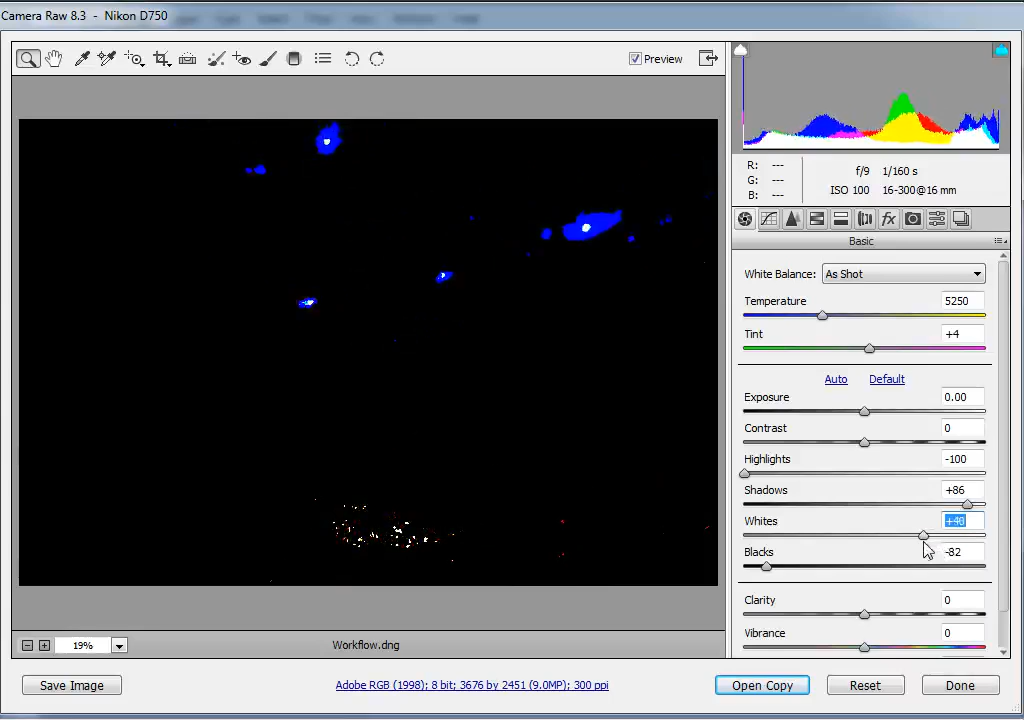 Camera Raw 8.3 - Nikon D750
Preview
R: ---
G: ---
B: ---
f/9 1/160 s
ISO 100 16-300@16 mm
fx
Basic
White Balance: As Shot
Temperature 5250
Tint +4
Auto Default
Exposure 0.00
Contrast 0
Highlights -100
Shadows +86
Whites +40
Blacks -82
Clarity 0
Vibrance 0
19%
Workflow.dng
Save Image
Adobe RGB (1998); 8 bit; 3676 by 2451 (9.0MP); 300 ppi
Open Copy
Reset
Done